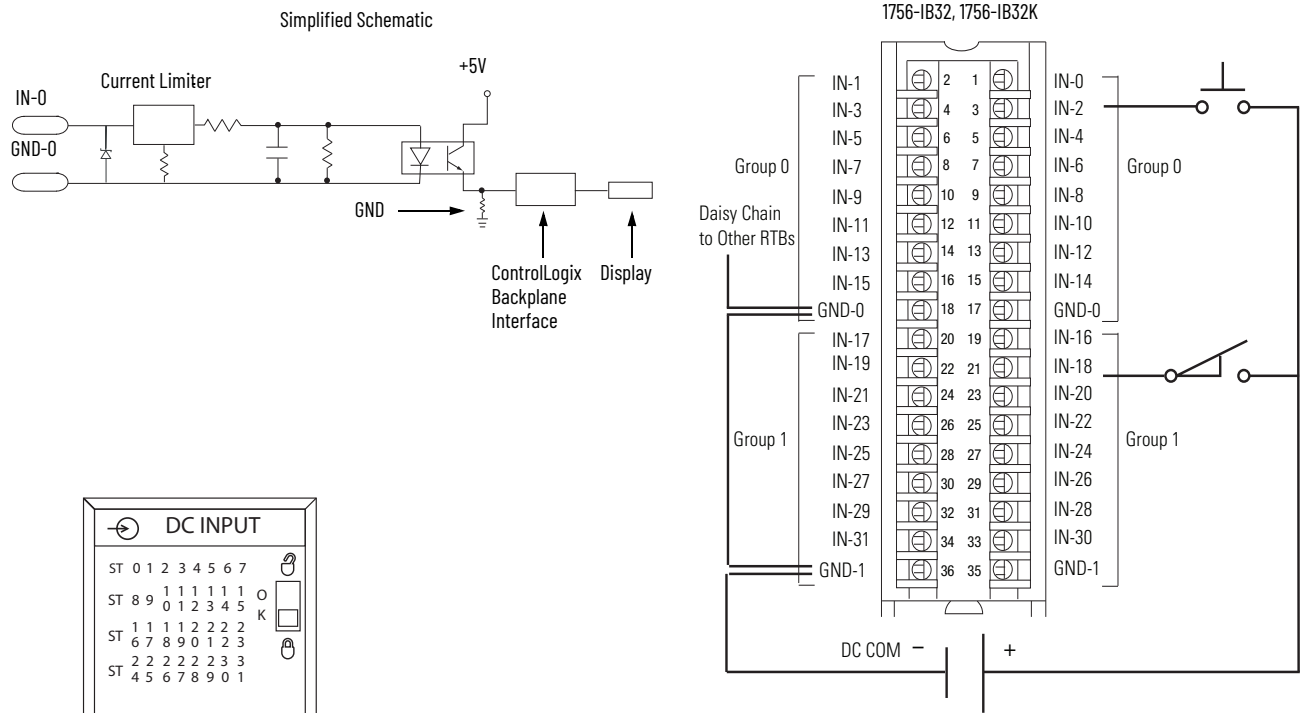 Simplified Schematic
+5V
Current Limiter
IN-0
GND-0
GND
ControlLogix
Backplane
Interface
Display
DC INPUT
ST 0 1 2 3 4 5 6 7
ST 8 9 10 11 12 13 14 15
ST 16 17 18 19 20 21 22 23
ST 24 25 26 27 28 29 30 31
OK
1756-IB32, 1756-IB32K
IN-1 2 1 IN-0
IN-3 4 3 IN-2
IN-5 6 5 IN-4
IN-7 8 7 IN-6
IN-9 10 9 IN-8
IN-11 12 11 IN-10
IN-13 14 13 IN-12
IN-15 16 15 IN-14
GND-0 18 17 GND-0
IN-17 20 19 IN-16
IN-19 22 21 IN-18
IN-21 24 23 IN-20
IN-23 26 25 IN-22
IN-25 28 27 IN-24
IN-27 30 29 IN-26
IN-29 32 31 IN-28
IN-31 34 33 IN-30
GND-1 36 35 GND-1
Group 0
Group 0
Daisy Chain
to Other RTBs
Group 1
Group 1
DC COM – +